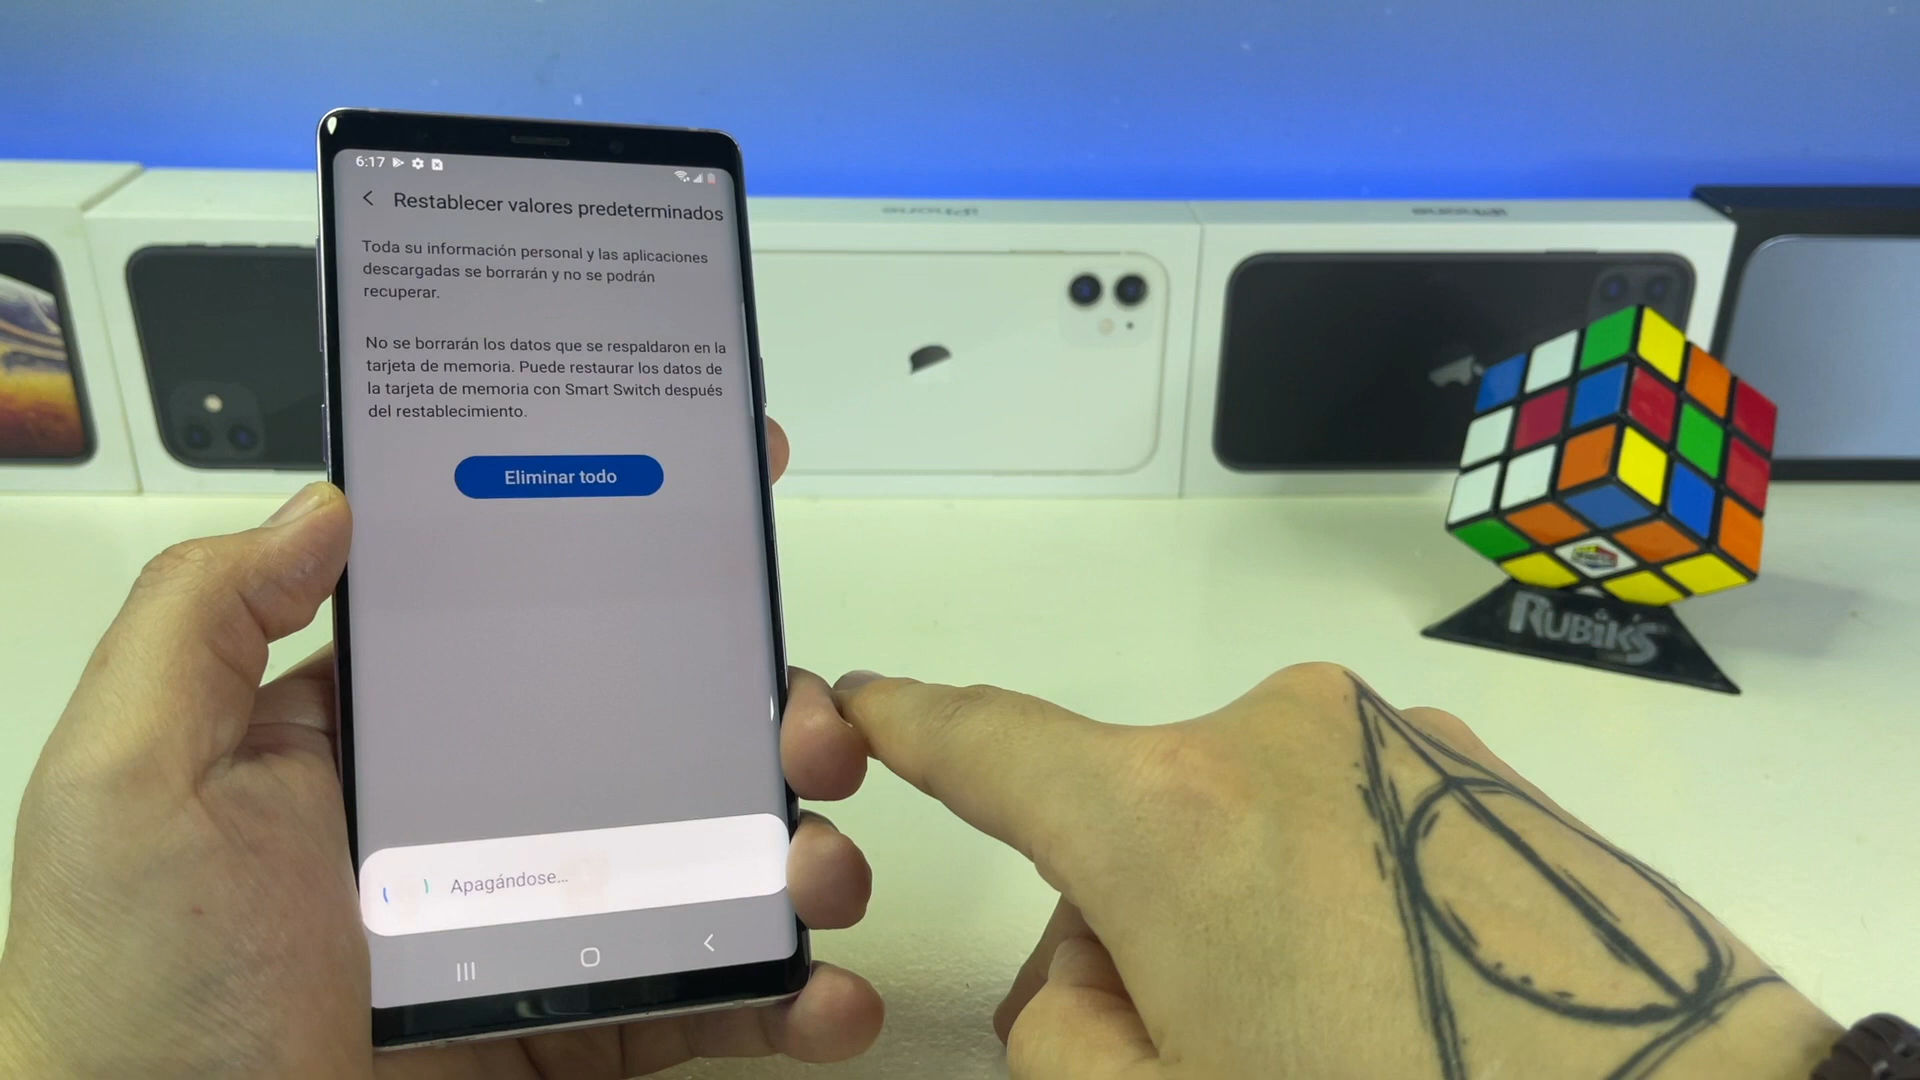 iPhone
iPhone
6:17
Restablecer valores predeterminados
Toda su información personal y las aplicaciones
descargadas se borrarán y no se podrán
recuperar.
No se borrarán los datos que se respaldaron en la
tarjeta de memoria. Puede restaurar los datos de
la tarjeta de memoria con Smart Switch después
del restablecimiento.
Eliminar todo
Apagándose...
RUBIK'S